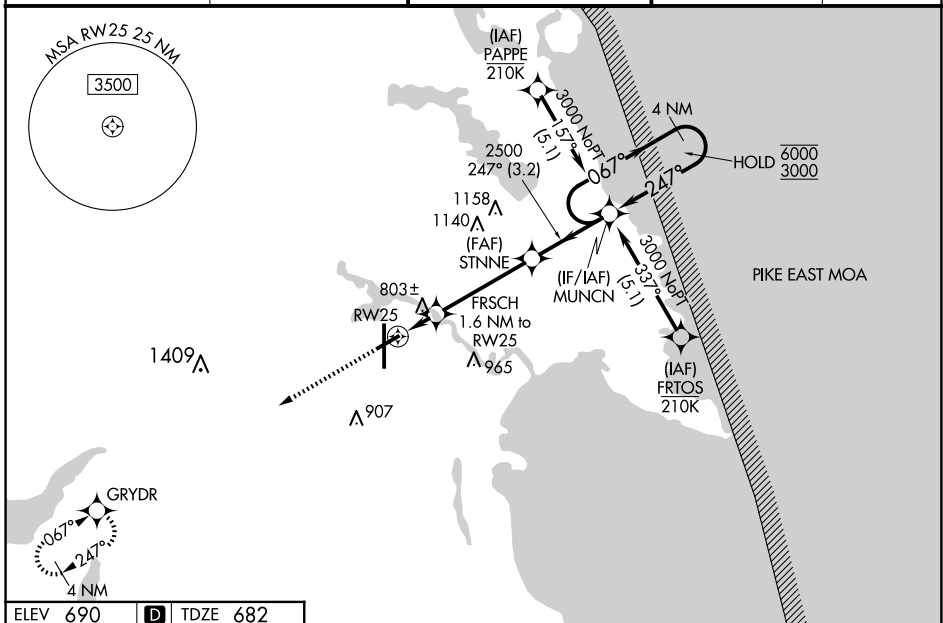 MSA RW25 25 NM
3500
(IAF)
PAPPE
210K
3000 NoPT
157°
(5.1)
4 NM
067°
247°
HOLD 6000
3000
2500
247° (3.2)
1158
1140
(FAF)
STNNE
(IF/IAF)
MUNCN
3000 NoPT
337°
(5.1)
PIKE EAST MOA
803±
FRSCH
1.6 NM to
RW25
RW25
1409
965
(IAF)
FRTOS
210K
907
GRYDR
067°
247°
4 NM
ELEV 690 D TDZE 682